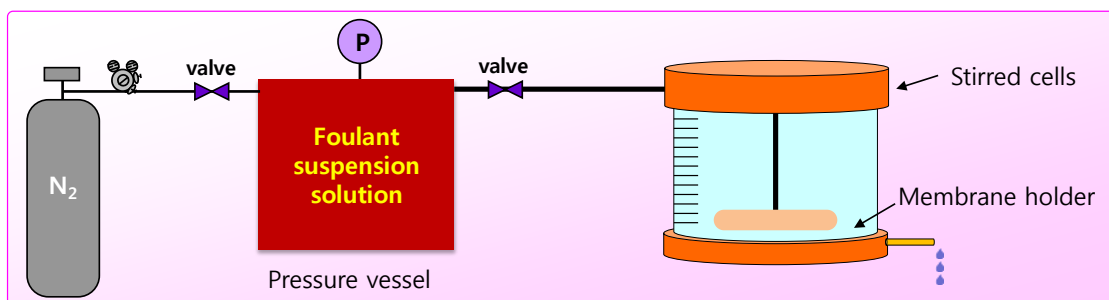 P
valve
valve
Stirred cells
Foulant
suspension
solution
N₂
Membrane holder
Pressure vessel